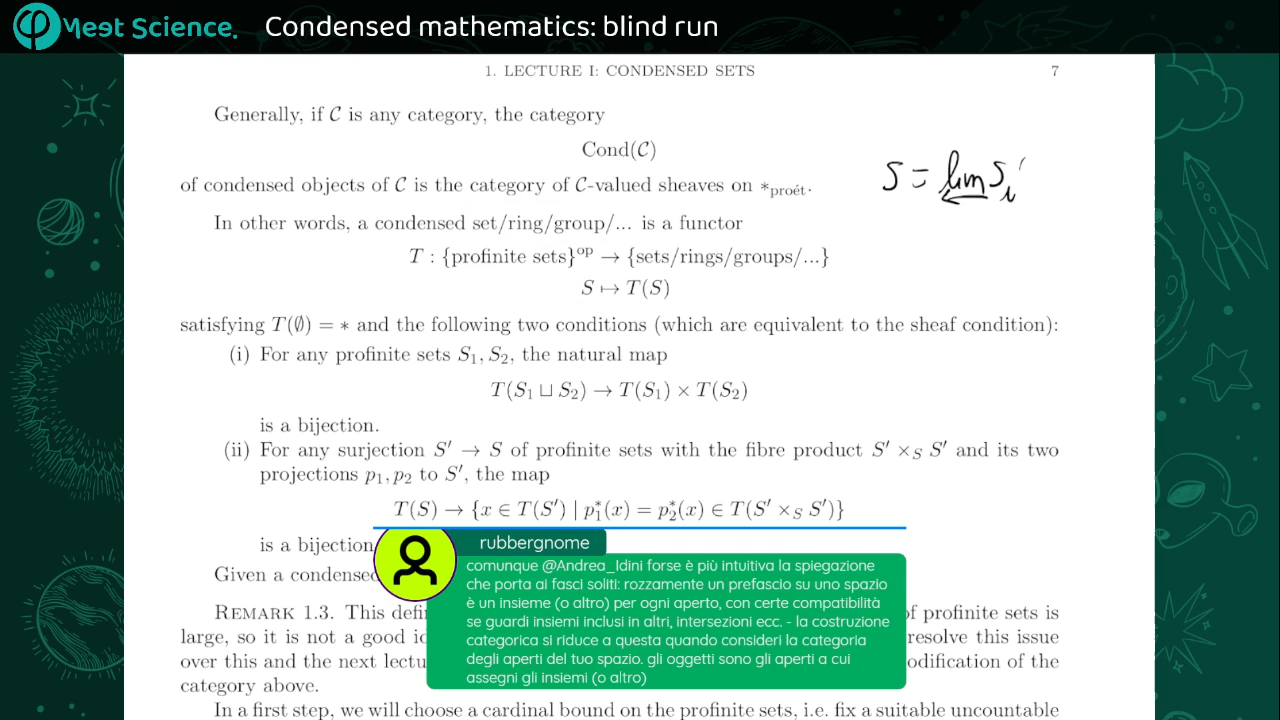 Meet Science.
Condensed mathematics: blind run
1. LECTURE I: CONDENSED SETS 7
Generally, if C is any category, the category
Cond(C)
of condensed objects of C is the category of C-valued sheaves on *proét.
S = lim Si
In other words, a condensed set/ring/group/... is a functor
T : {profinite sets}^op → {sets/rings/groups/...}
S ↦ T(S)
satisfying T(∅) = * and the following two conditions (which are equivalent to the sheaf condition):
(i) For any profinite sets S₁, S₂, the natural map
T(S₁ ⊔ S₂) → T(S₁) × T(S₂)
is a bijection.
(ii) For any surjection S′ → S of profinite sets with the fibre product S′ ×_S S′ and its two
projections p₁, p₂ to S′, the map
T(S) → {x ∈ T(S′) | p₁*(x) = p₂*(x) ∈ T(S′ ×_S S′)}
is a bijection
Given a condensed
REMARK 1.3. This defi of profinite sets is
large, so it is not a good id resolve this issue
over this and the next lectu odification of the
category above.
In a first step, we will choose a cardinal bound on the profinite sets, i.e. fix a suitable uncountable
rubbergnome
comunque @Andrea_Idini forse è più intuitiva la spiegazione
che porta ai fasci soliti: rozzamente un prefascio su uno spazio
è un insieme (o altro) per ogni aperto, con certe compatibilità
se guardi insiemi inclusi in altri, intersezioni ecc. - la costruzione
categorica si riduce a questa quando consideri la categoria
degli aperti del tuo spazio. gli oggetti sono gli aperti a cui
assegni gli insiemi (o altro)